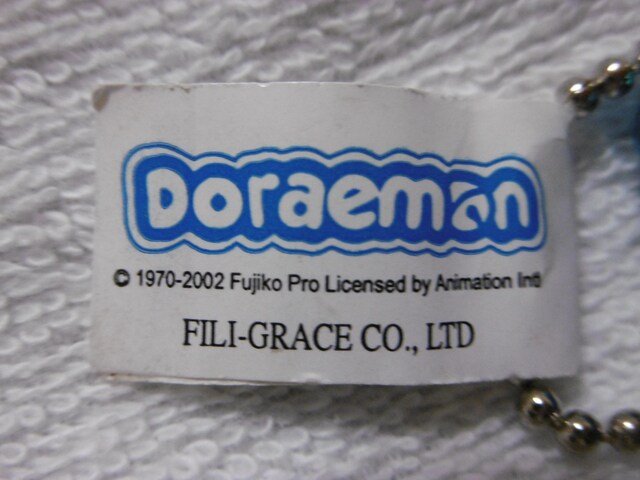 Doraemon
© 1970-2002 Fujiko Pro Licensed by Animation Intl
FILI-GRACE CO., LTD